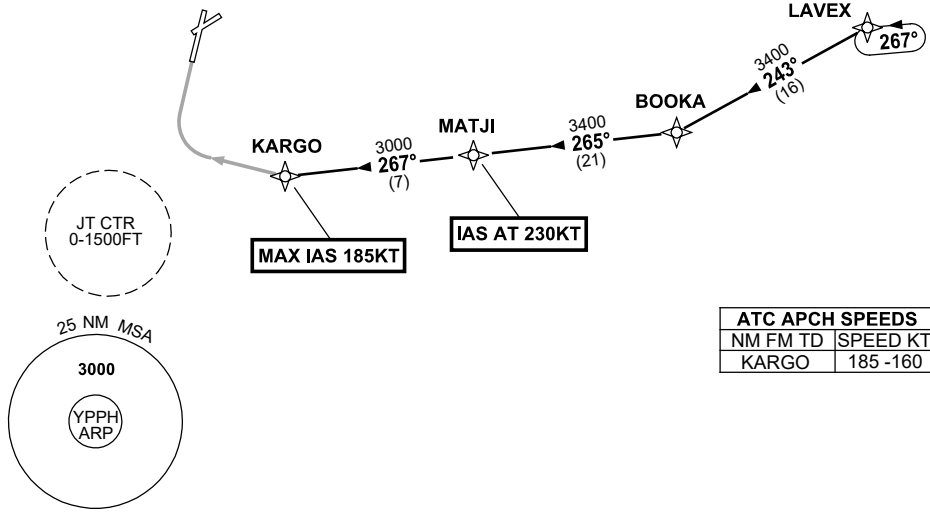 LAVEX
267°
3400
243°
(16)
BOOKA
3400
265°
(21)
MATJI
3000
267°
(7)
KARGO
IAS AT 230KT
MAX IAS 185KT
JT CTR
0-1500FT
25 NM MSA
3000
YPPH
ARP
ATC APCH SPEEDS
NM FM TD SPEED KT
KARGO 185 -160